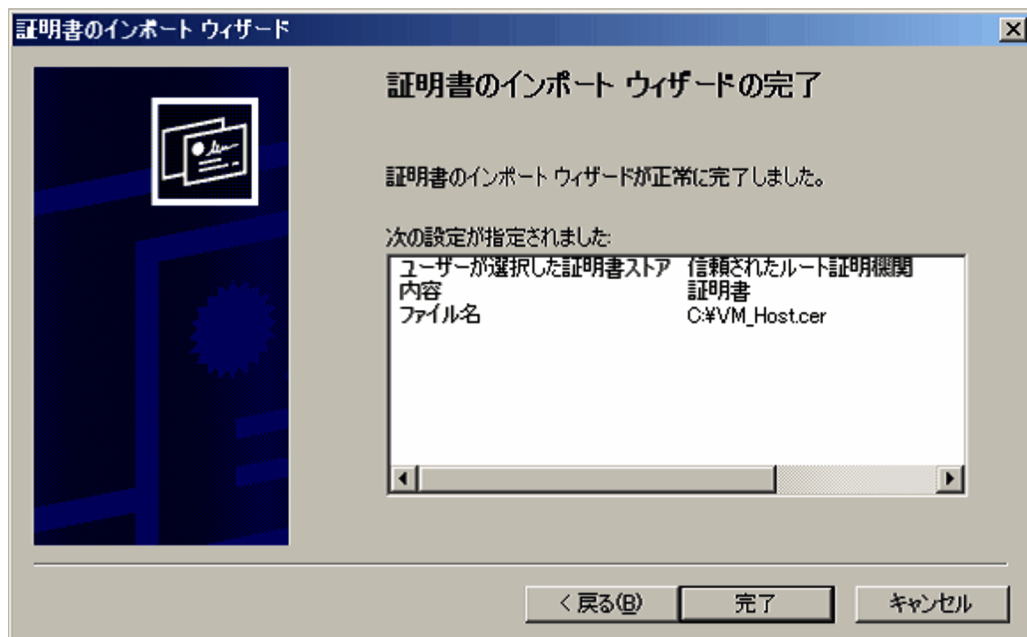 証明書のインポート ウィザード
証明書のインポート ウィザードの完了
証明書のインポート ウィザードが正常に完了しました。
次の設定が指定されました:
ユーザーが選択した証明書ストア 信頼されたルート証明機関
内容 証明書
ファイル名 C:¥VM_Host.cer
< 戻る(B) 完了 キャンセル